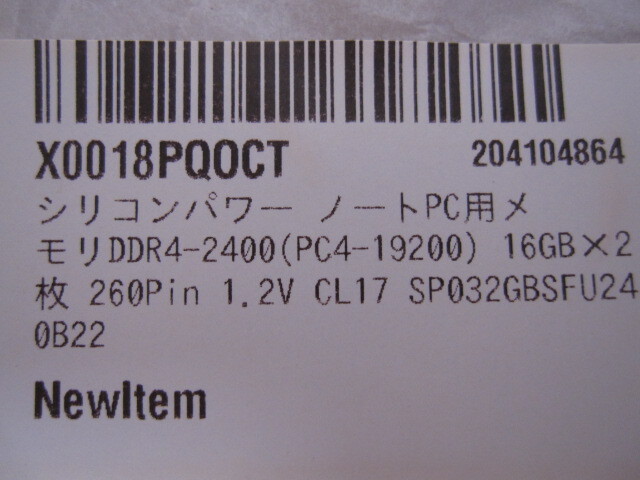 X0018PQOCT 204104864
シリコンパワー ノートPC用メ
モリDDR4-2400(PC4-19200) 16GB×2
枚 260Pin 1.2V CL17 SP032GBSFU24
0B22
NewItem